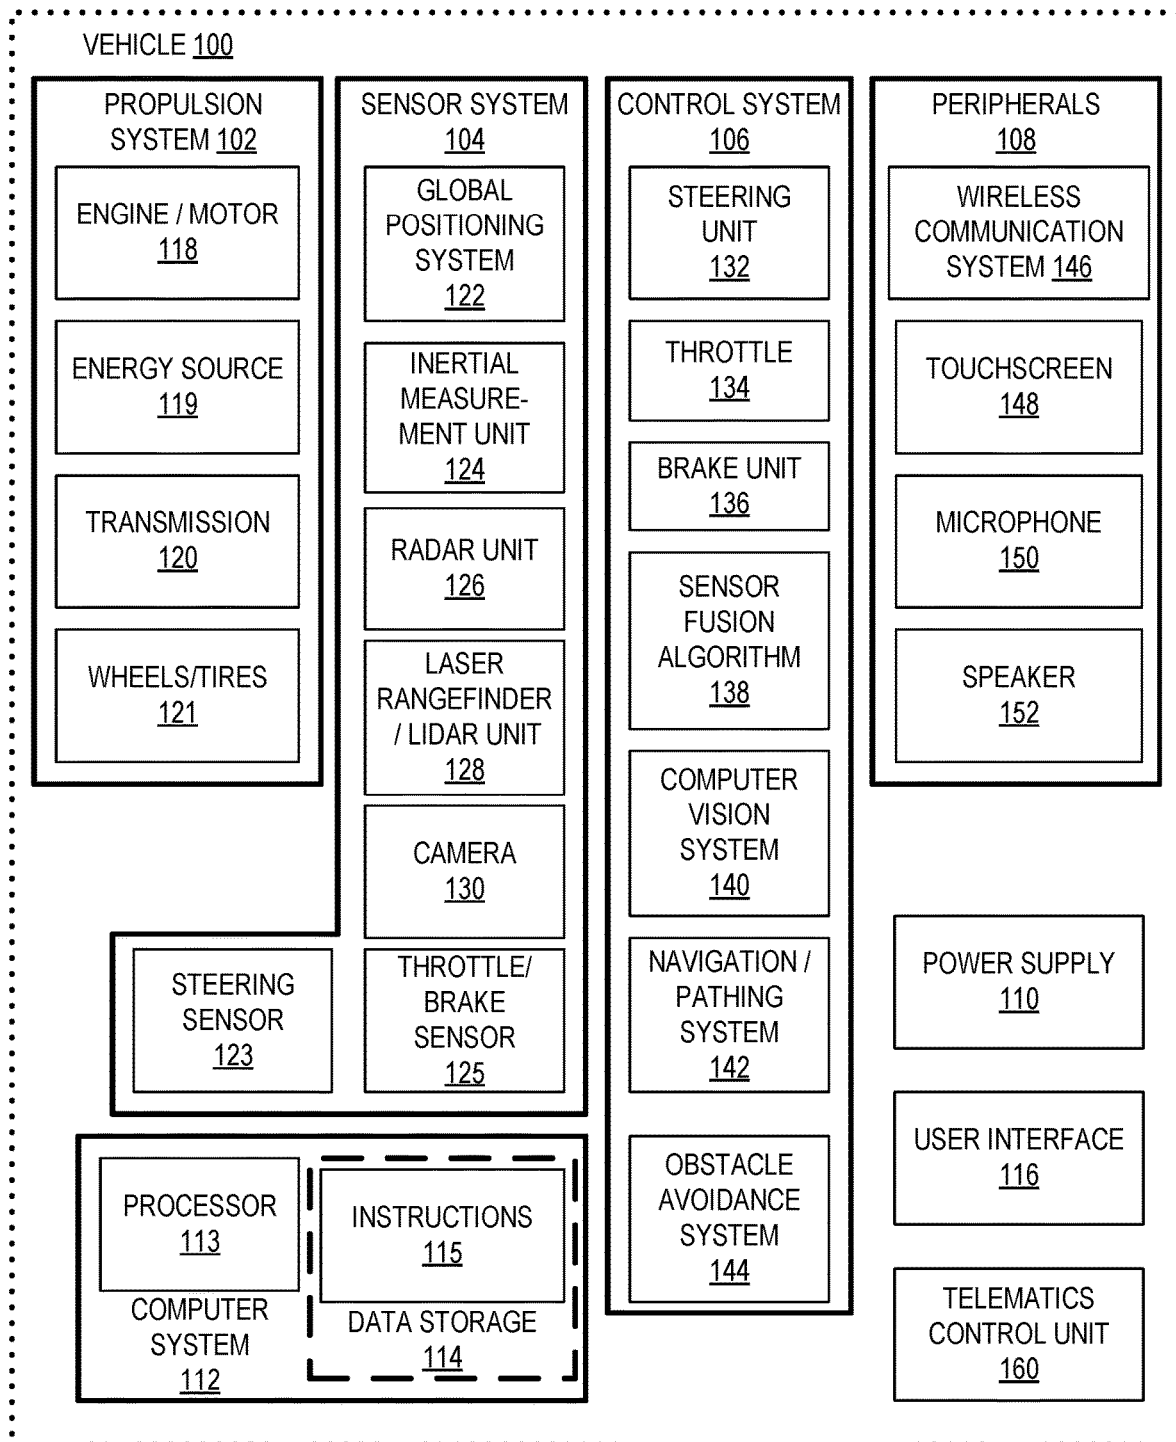 VEHICLE 100
PROPULSION
SYSTEM 102
ENGINE / MOTOR
118
ENERGY SOURCE
119
TRANSMISSION
120
WHEELS/TIRES
121
SENSOR SYSTEM
104
GLOBAL
POSITIONING
SYSTEM
122
INERTIAL
MEASURE-
MENT UNIT
124
RADAR UNIT
126
LASER
RANGEFINDER
/ LIDAR UNIT
128
CAMERA
130
STEERING
SENSOR
123
THROTTLE/
BRAKE
SENSOR
125
CONTROL SYSTEM
106
STEERING
UNIT
132
THROTTLE
134
BRAKE UNIT
136
SENSOR
FUSION
ALGORITHM
138
COMPUTER
VISION
SYSTEM
140
NAVIGATION /
PATHING
SYSTEM
142
OBSTACLE
AVOIDANCE
SYSTEM
144
PERIPHERALS
108
WIRELESS
COMMUNICATION
SYSTEM 146
TOUCHSCREEN
148
MICROPHONE
150
SPEAKER
152
POWER SUPPLY
110
USER INTERFACE
116
TELEMATICS
CONTROL UNIT
160
PROCESSOR
113
COMPUTER
SYSTEM
112
INSTRUCTIONS
115
DATA STORAGE
114